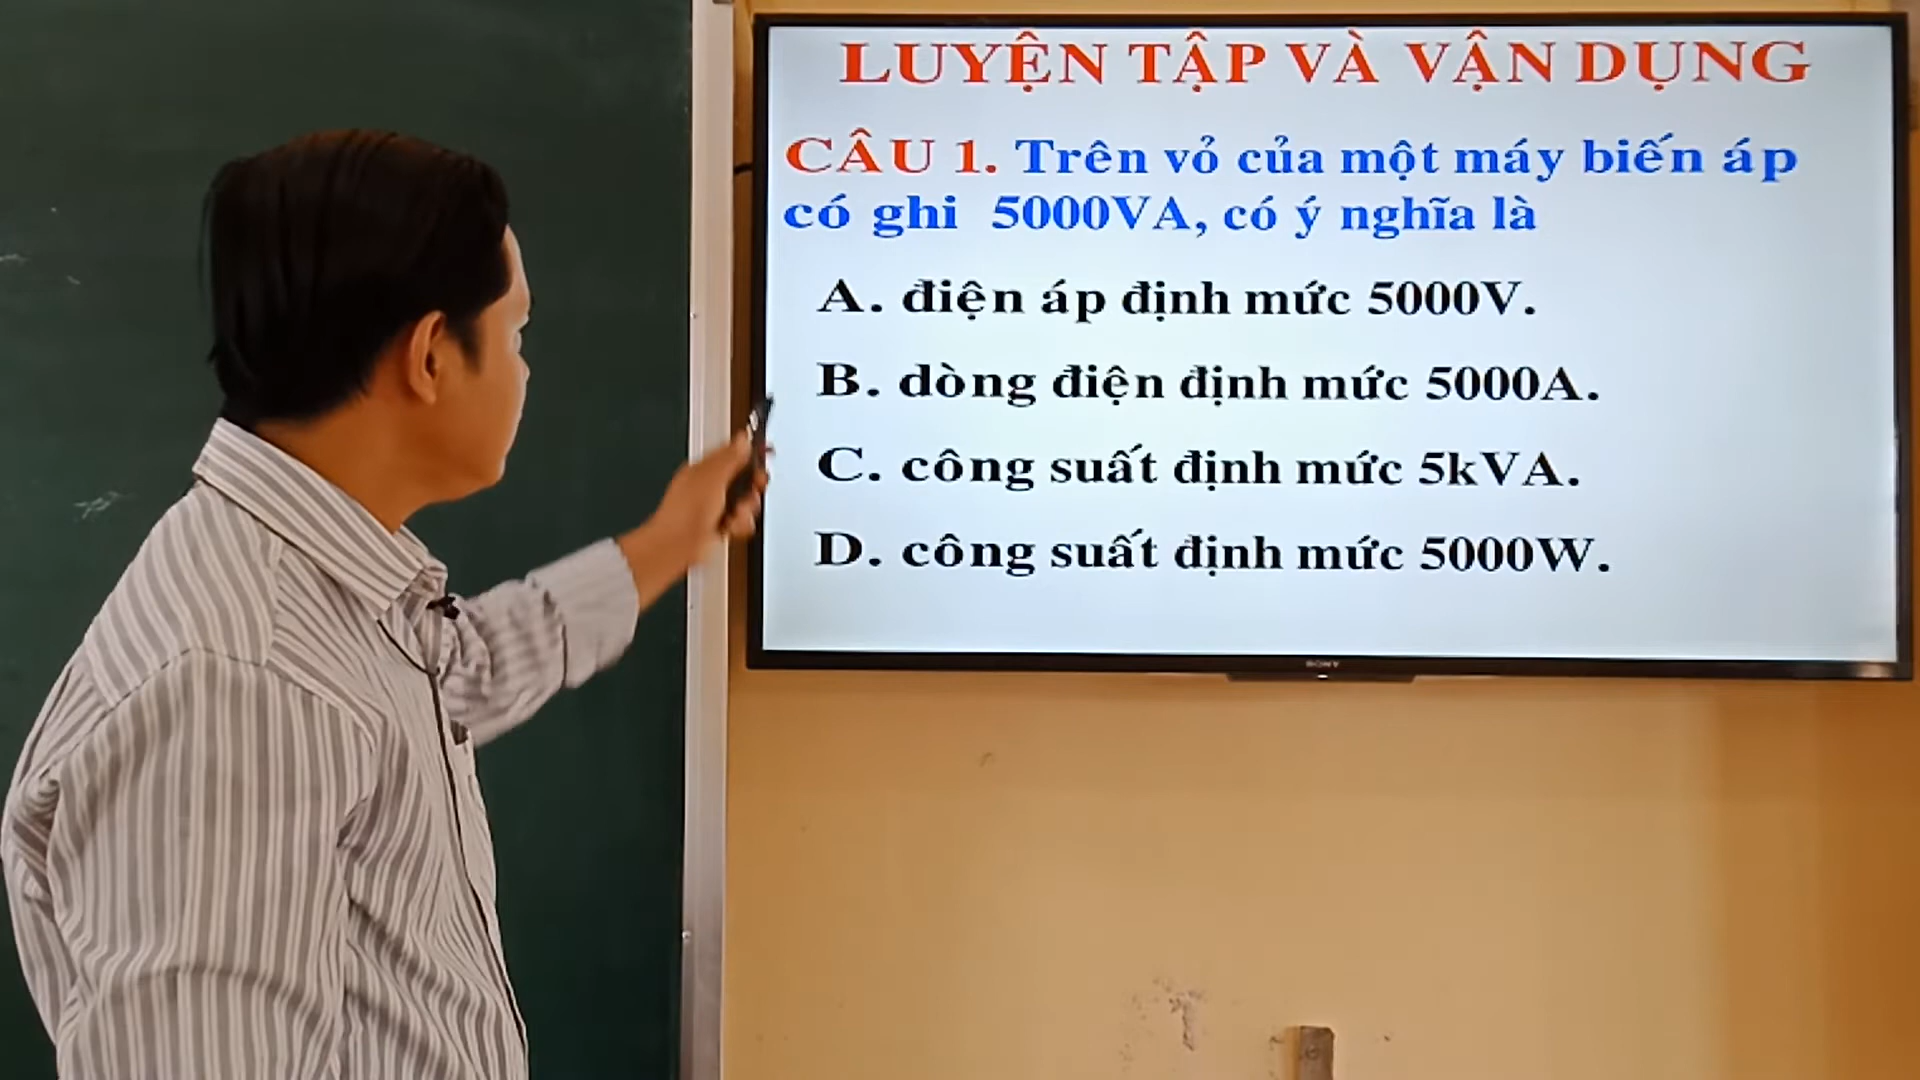 LUYỆN TẬP VÀ VẬN DỤNG
CÂU 1. Trên vỏ của một máy biến áp
có ghi 5000VA, có ý nghĩa là
A. điện áp định mức 5000V.
B. dòng điện định mức 5000A.
C. công suất định mức 5kVA.
D. công suất định mức 5000W.
SONY